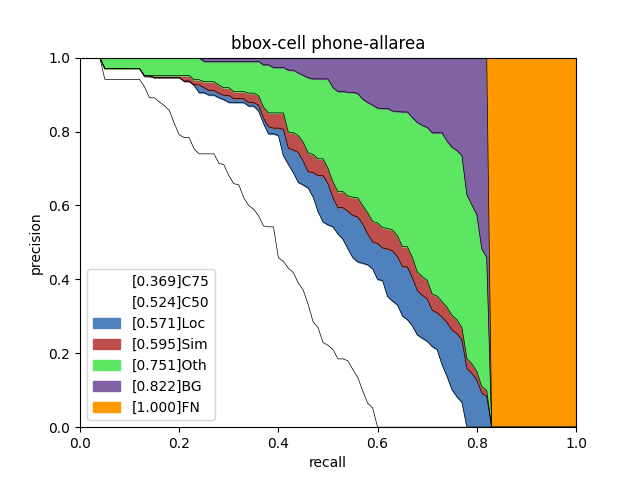 bbox-cell phone-allarea
precision
1.0
0.8
0.6
0.4
0.2
0.0
[0.369]C75
[0.524]C50
[0.571]Loc
[0.595]Sim
[0.751]Oth
[0.822]BG
[1.000]FN
0.0 0.2 0.4 0.6 0.8 1.0
recall